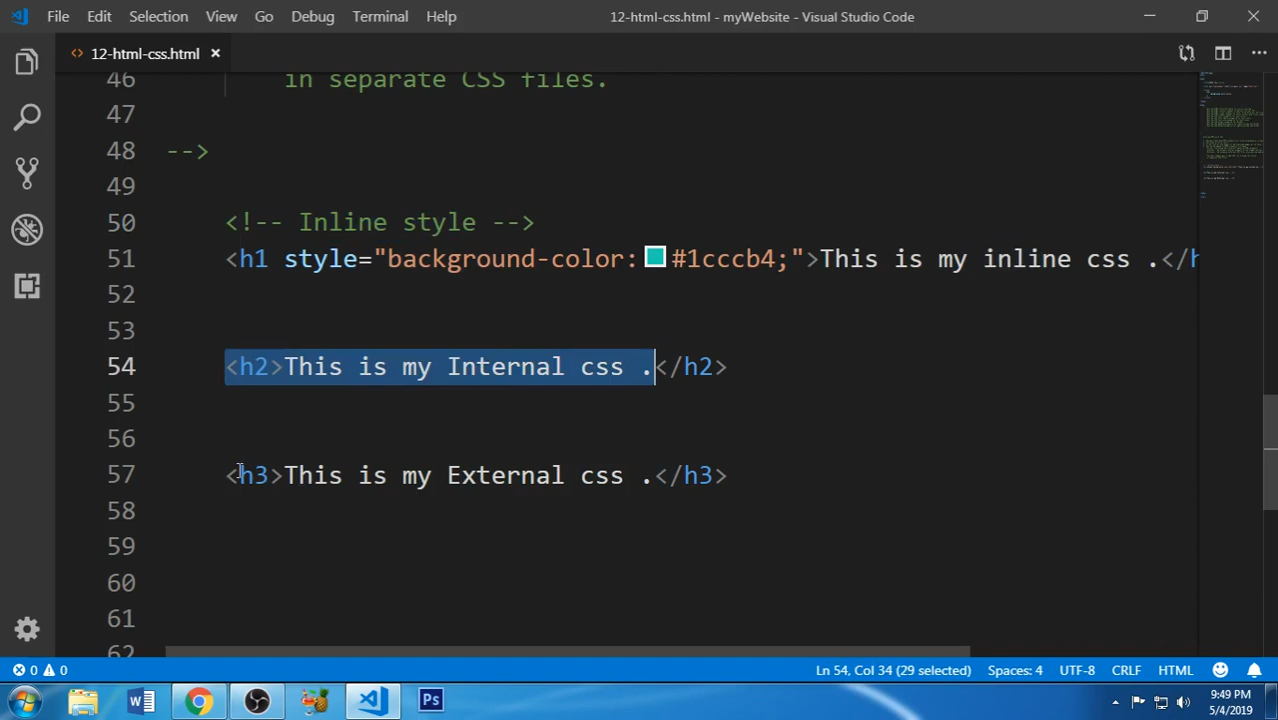 File Edit Selection View Go Debug Terminal Help 12-html-css.html - myWebsite - Visual Studio Code
<> 12-html-css.html ×
46 in separate CSS files.
47
48 -->
49
50 <!-- Inline style -->
51 <h1 style="background-color: #1cccb4;">This is my inline css .</h
52
53
54 <h2>This is my Internal css .</h2>
55
56
57 <h3>This is my External css .</h3>
58
59
60
61
62
0 0 Ln 54, Col 34 (29 selected) Spaces: 4 UTF-8 CRLF HTML
W Ps 9:49 PM
5/4/2019